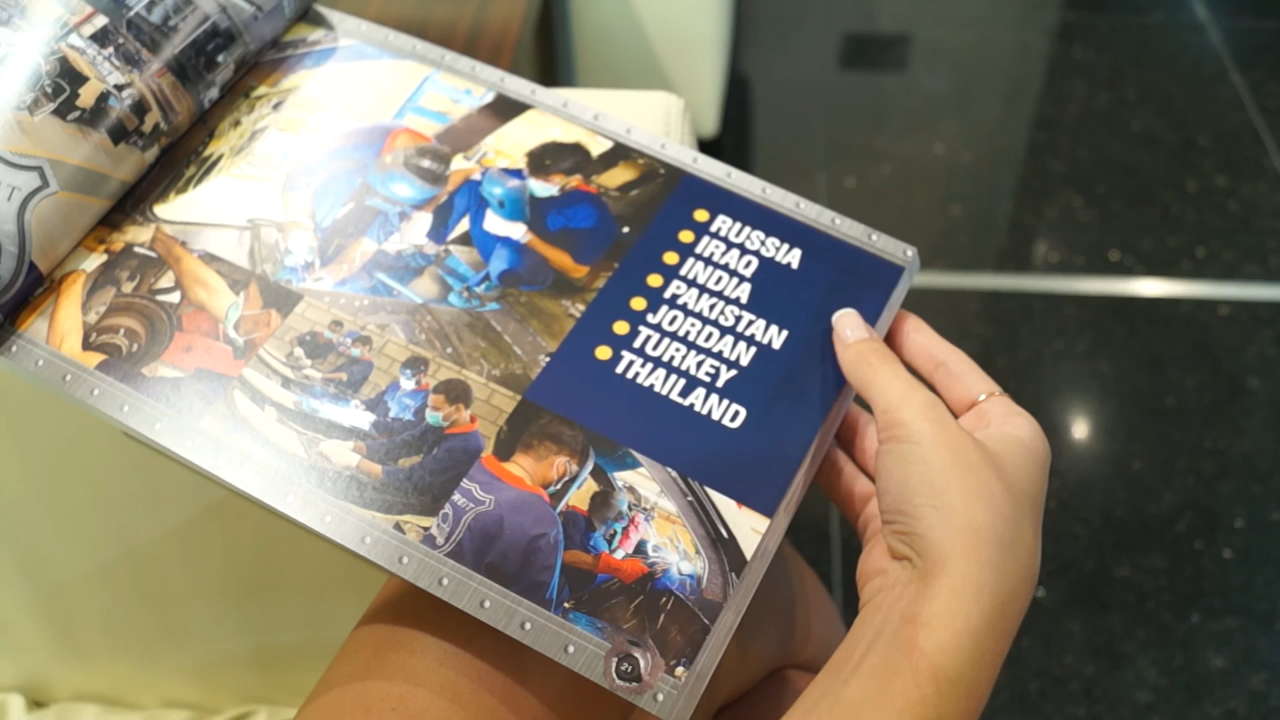 RUSSIA
IRAQ
INDIA
PAKISTAN
JORDAN
TURKEY
THAILAND
21